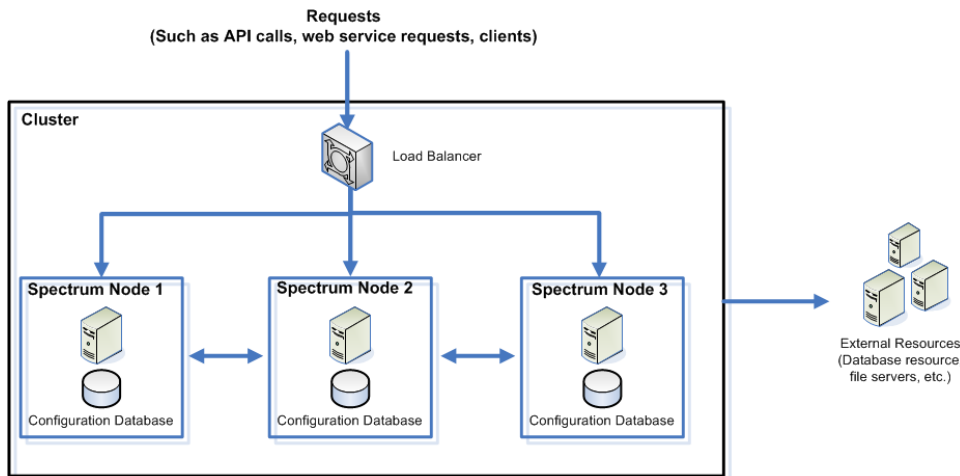 Requests
(Such as API calls, web service requests, clients)
Cluster
Load Balancer
Spectrum Node 1
Spectrum Node 2
Spectrum Node 3
Configuration Database
Configuration Database
Configuration Database
External Resources
(Database resource
file servers, etc.)